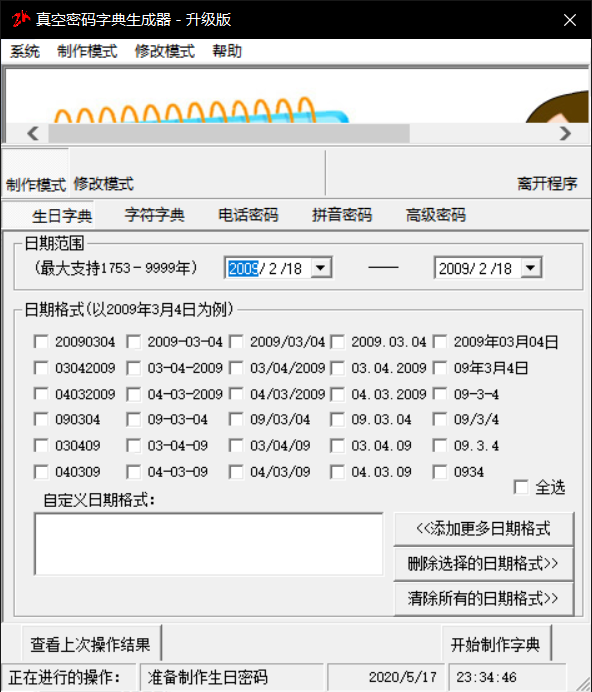 真空密码字典生成器 - 升级版
系统 制作模式 修改模式 帮助
制作模式 修改模式 离开程序
生日字典 字符字典 电话密码 拼音密码 高级密码
日期范围
(最大支持1753－9999年) 2009/ 2 /18 —— 2009/ 2 /18
日期格式(以2009年3月4日为例)
20090304 2009-03-04 2009/03/04 2009.03.04 2009年03月04日
03042009 03-04-2009 03/04/2009 03.04.2009 09年3月4日
04032009 04-03-2009 04/03/2009 04.03.2009 09-3-4
090304 09-03-04 09/03/04 09.03.04 09/3/4
030409 03-04-09 03/04/09 03.04.09 09.3.4
040309 04-03-09 04/03/09 04.03.09 0934
全选
自定义日期格式:
<<添加更多日期格式
删除选择的日期格式>>
清除所有的日期格式>>
查看上次操作结果 开始制作字典
正在进行的操作: 准备制作生日密码 2020/5/17 23:34:46